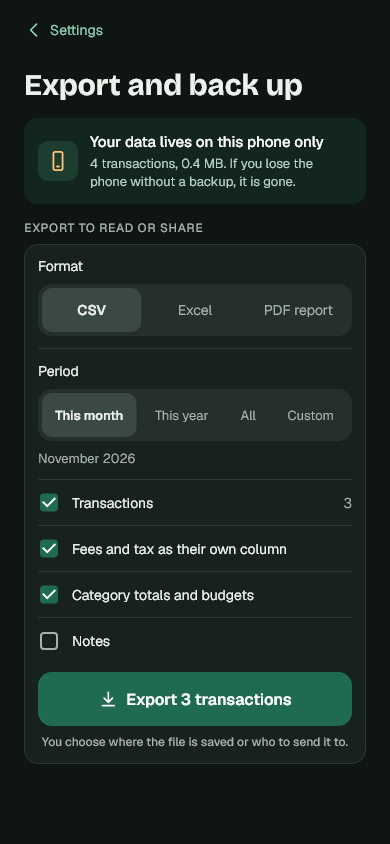 Settings
Export and back up
Your data lives on this phone only
4 transactions, 0.4 MB. If you lose the
phone without a backup, it is gone.
EXPORT TO READ OR SHARE
Format
CSV Excel PDF report
Period
This month This year All Custom
November 2026
Transactions 3
Fees and tax as their own column
Category totals and budgets
Notes
Export 3 transactions
You choose where the file is saved or who to send it to.